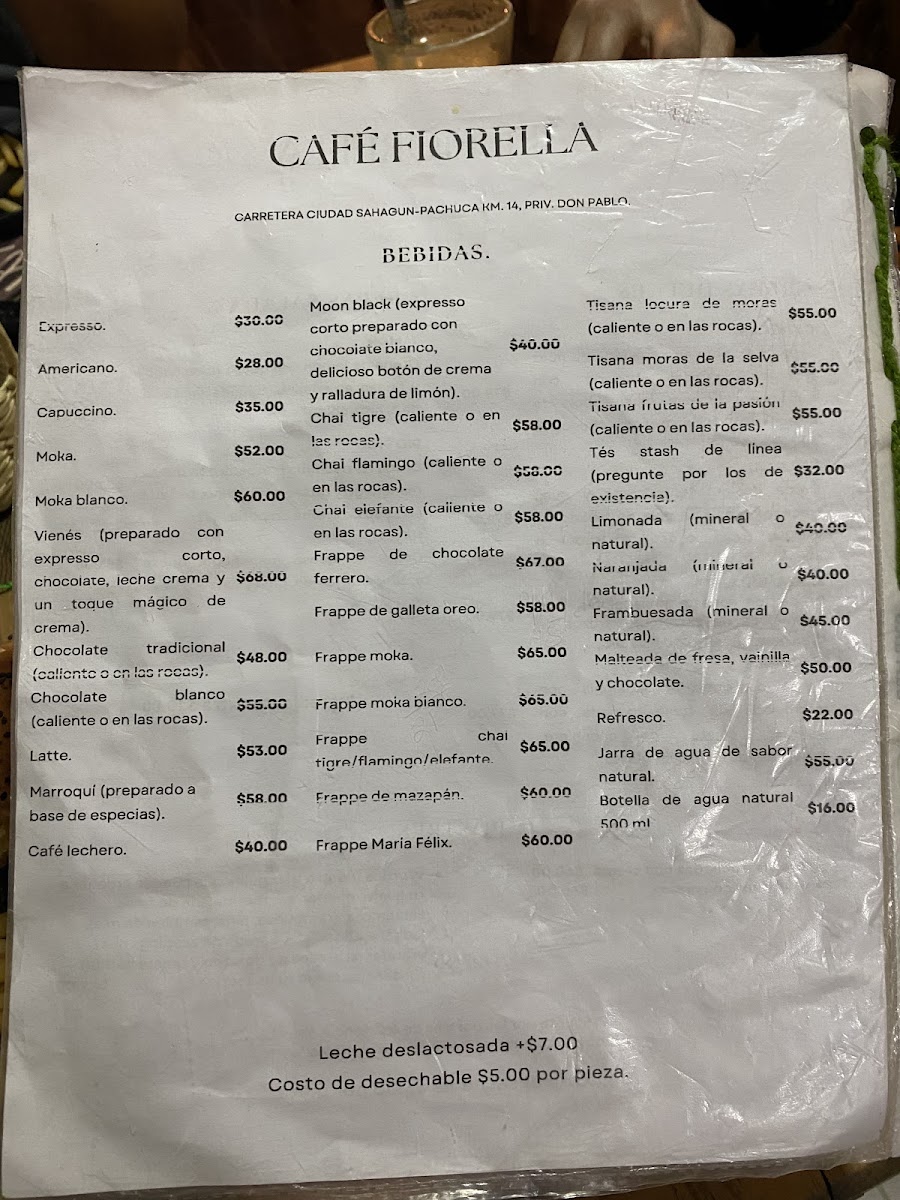 CAFÉ FIORELLA
CARRETERA CIUDAD SAHAGUN-PACHUCA KM. 14, PRIV. DON PABLO.
BEBIDAS.
Expresso. $30.00
Americano. $28.00
Capuccino. $35.00
Moka. $52.00
Moka blanco. $60.00
Vienés (preparado con
expresso corto,
chocolate, leche crema y $68.00
un toque mágico de
crema).
Chocolate tradicional
(caliente o en las rocas). $48.00
Chocolate blanco
(caliente o en las rocas). $55.00
Latte. $53.00
Marroquí (preparado a
base de especias). $58.00
Café lechero. $40.00
Moon black (expresso
corto preparado con
chocolate blanco, $40.00
delicioso botón de crema
y ralladura de limón).
Chai tigre (caliente o en
las rocas). $58.00
Chai flamingo (caliente o
en las rocas). $58.00
Chai elefante (caliente o
en las rocas). $58.00
Frappe de chocolate
ferrero. $67.00
Frappe de galleta oreo. $58.00
Frappe moka. $65.00
Frappe moka blanco. $65.00
Frappe chai
tigre/flamingo/elefante. $65.00
Frappe de mazapán. $60.00
Frappe Maria Félix. $60.00
Tisana locura de moras
(caliente o en las rocas). $55.00
Tisana moras de la selva
(caliente o en las rocas). $55.00
Tisana frutas de la pasión
(caliente o en las rocas). $55.00
Tés stash de línea
(pregunte por los de $32.00
existencia).
Limonada (mineral o
natural). $40.00
Naranjada (mineral o
natural). $40.00
Frambuesada (mineral o
natural). $45.00
Malteada de fresa, vainilla
y chocolate. $50.00
Refresco. $22.00
Jarra de agua de sabor
natural. $55.00
Botella de agua natural
500 ml $16.00
Leche deslactosada +$7.00
Costo de desechable $5.00 por pieza.